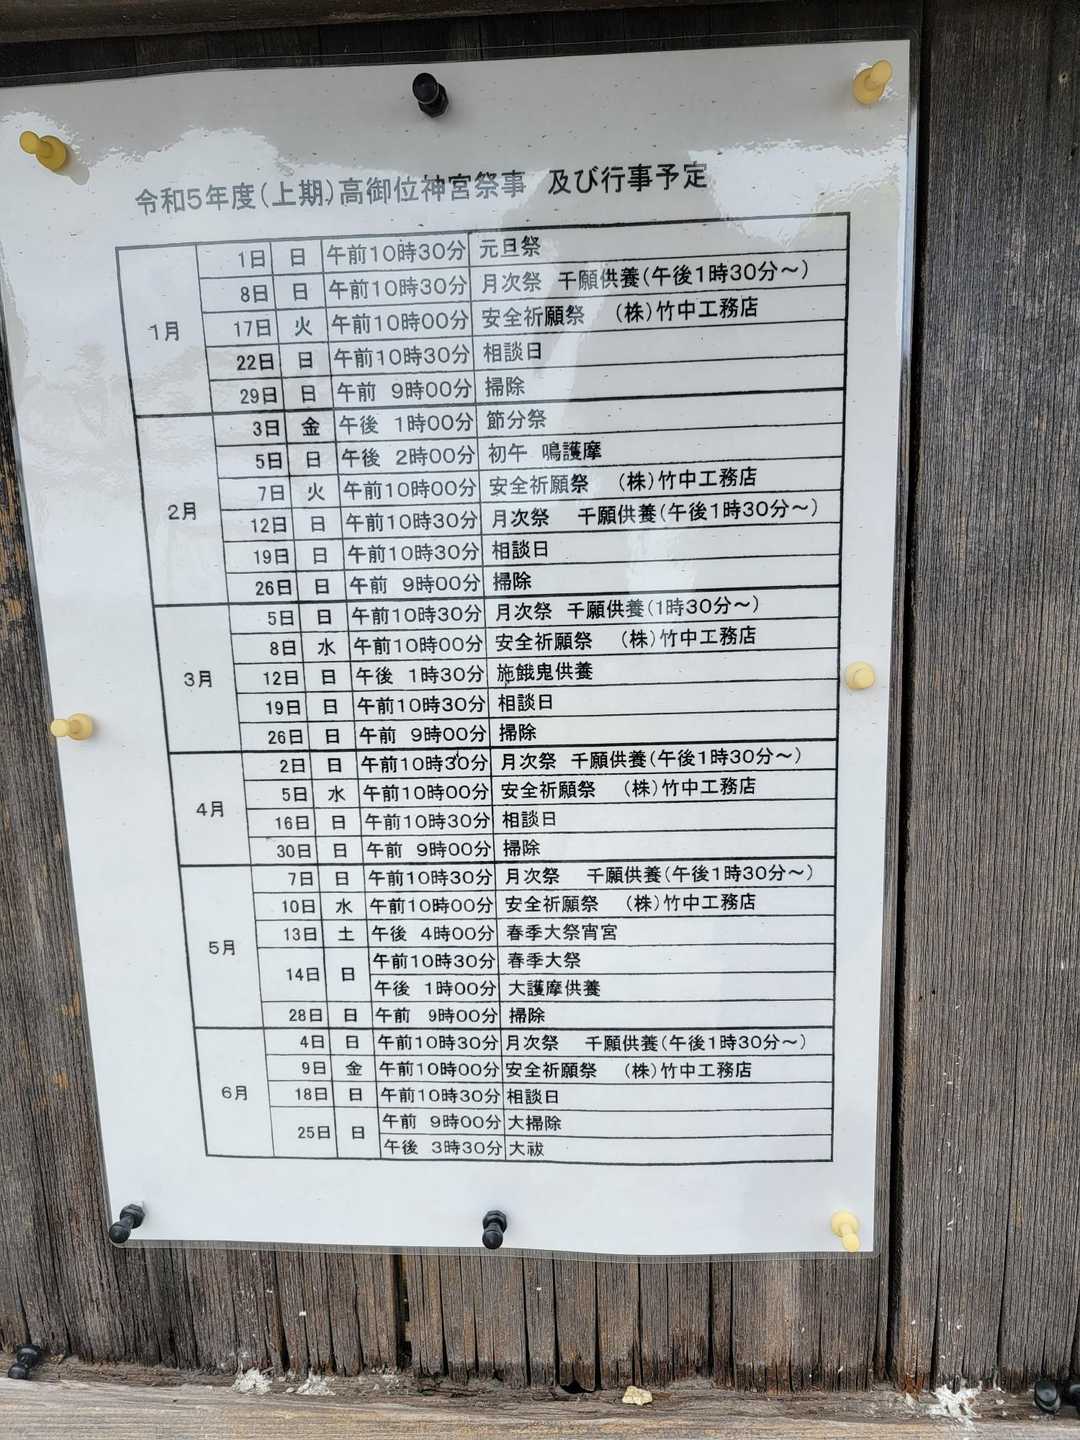 令和5年度(上期)高御位神宮祭事 及び行事予定
1月
1日 日 午前10時30分 元旦祭
8日 日 午前10時30分 月次祭 千願供養(午後1時30分~)
17日 火 午前10時00分 安全祈願祭 (株)竹中工務店
22日 日 午前10時30分 相談日
29日 日 午前 9時00分 掃除
2月
3日 金 午後 1時00分 節分祭
5日 日 午後 2時00分 初午 鳴護摩
7日 火 午前10時00分 安全祈願祭 (株)竹中工務店
12日 日 午前10時30分 月次祭 千願供養(午後1時30分~)
19日 日 午前10時30分 相談日
26日 日 午前 9時00分 掃除
3月
5日 日 午前10時30分 月次祭 千願供養(1時30分~)
8日 水 午前10時00分 安全祈願祭 (株)竹中工務店
12日 日 午後 1時30分 施餓鬼供養
19日 日 午前10時30分 相談日
26日 日 午前 9時00分 掃除
4月
2日 日 午前10時30分 月次祭 千願供養(午後1時30分~)
5日 水 午前10時00分 安全祈願祭 (株)竹中工務店
16日 日 午前10時30分 相談日
30日 日 午前 9時00分 掃除
5月
7日 日 午前10時30分 月次祭 千願供養(午後1時30分~)
10日 水 午前10時00分 安全祈願祭 (株)竹中工務店
13日 土 午後 4時00分 春季大祭宵宮
14日 日 午前10時30分 春季大祭
午後 1時00分 大護摩供養
28日 日 午前 9時00分 掃除
6月
4日 日 午前10時30分 月次祭 千願供養(午後1時30分~)
9日 金 午前10時00分 安全祈願祭 (株)竹中工務店
18日 日 午前10時30分 相談日
25日 日 午前 9時00分 大掃除
午後 3時30分 大祓